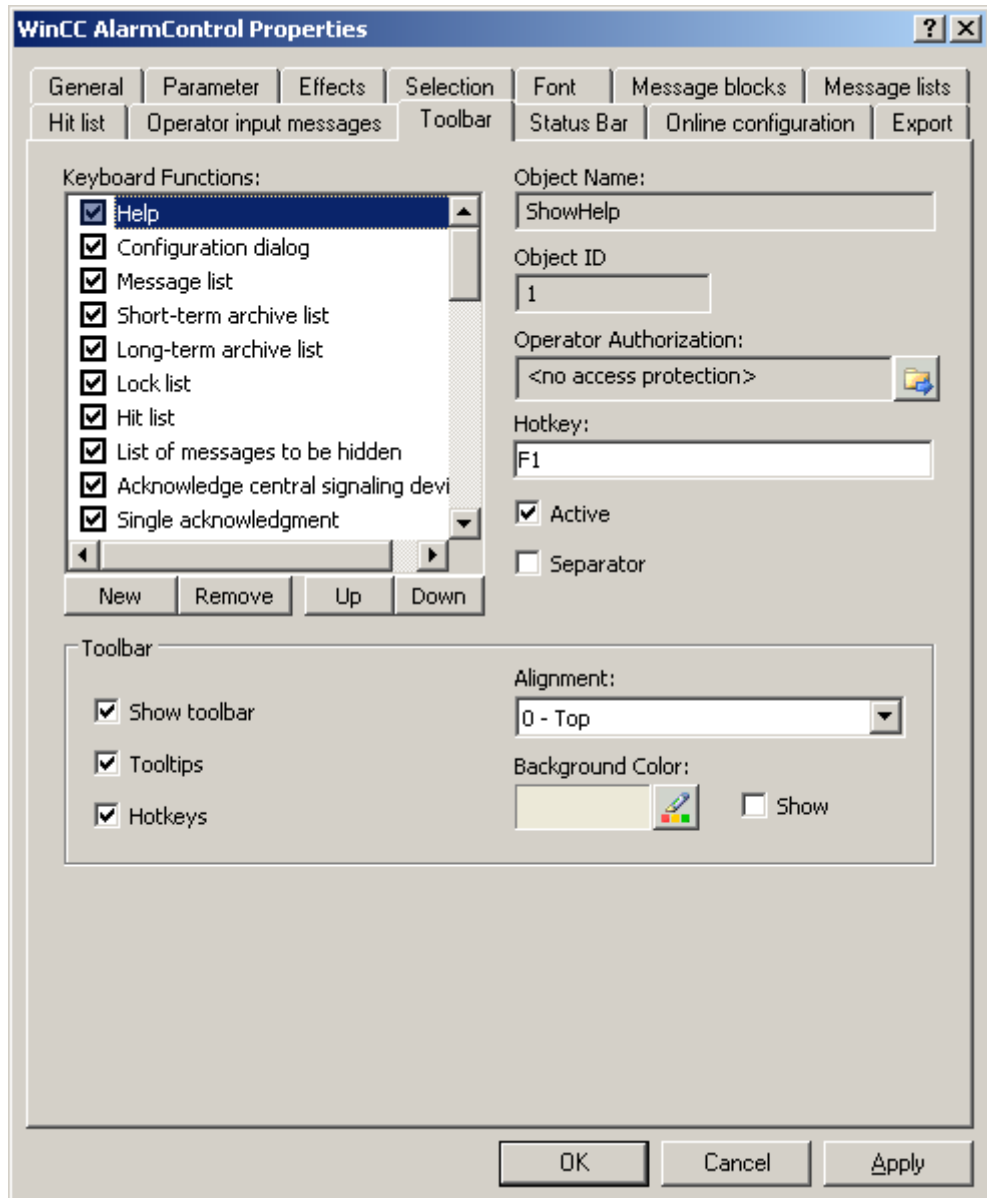 WinCC AlarmControl Properties
General Parameter Effects Selection Font Message blocks Message lists
Hit list Operator input messages Toolbar Status Bar Online configuration Export
Keyboard Functions:
Help
Configuration dialog
Message list
Short-term archive list
Long-term archive list
Lock list
Hit list
List of messages to be hidden
Acknowledge central signaling devi
Single acknowledgment
New Remove Up Down
Object Name:
ShowHelp
Object ID
1
Operator Authorization:
<no access protection>
Hotkey:
F1
Active
Separator
Toolbar
Show toolbar
Tooltips
Hotkeys
Alignment:
0 - Top
Background Color:
Show
OK Cancel Apply